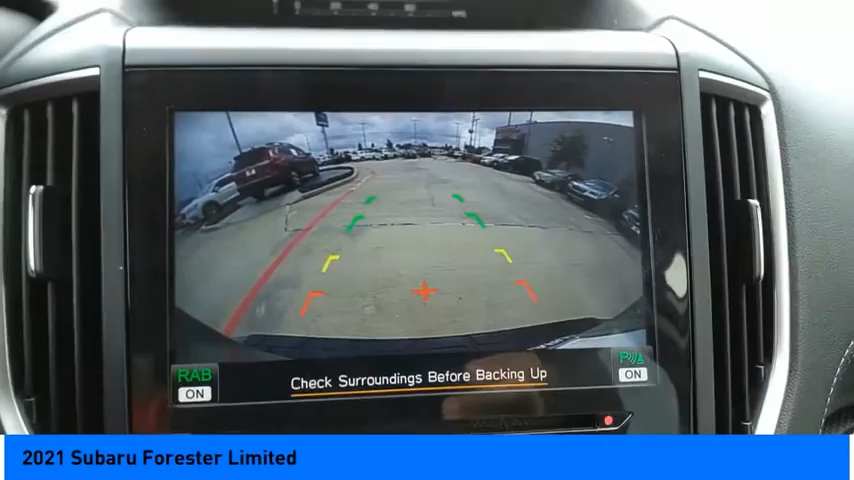 RAB
ON
Check Surroundings Before Backing Up
P
ON
2021 Subaru Forester Limited